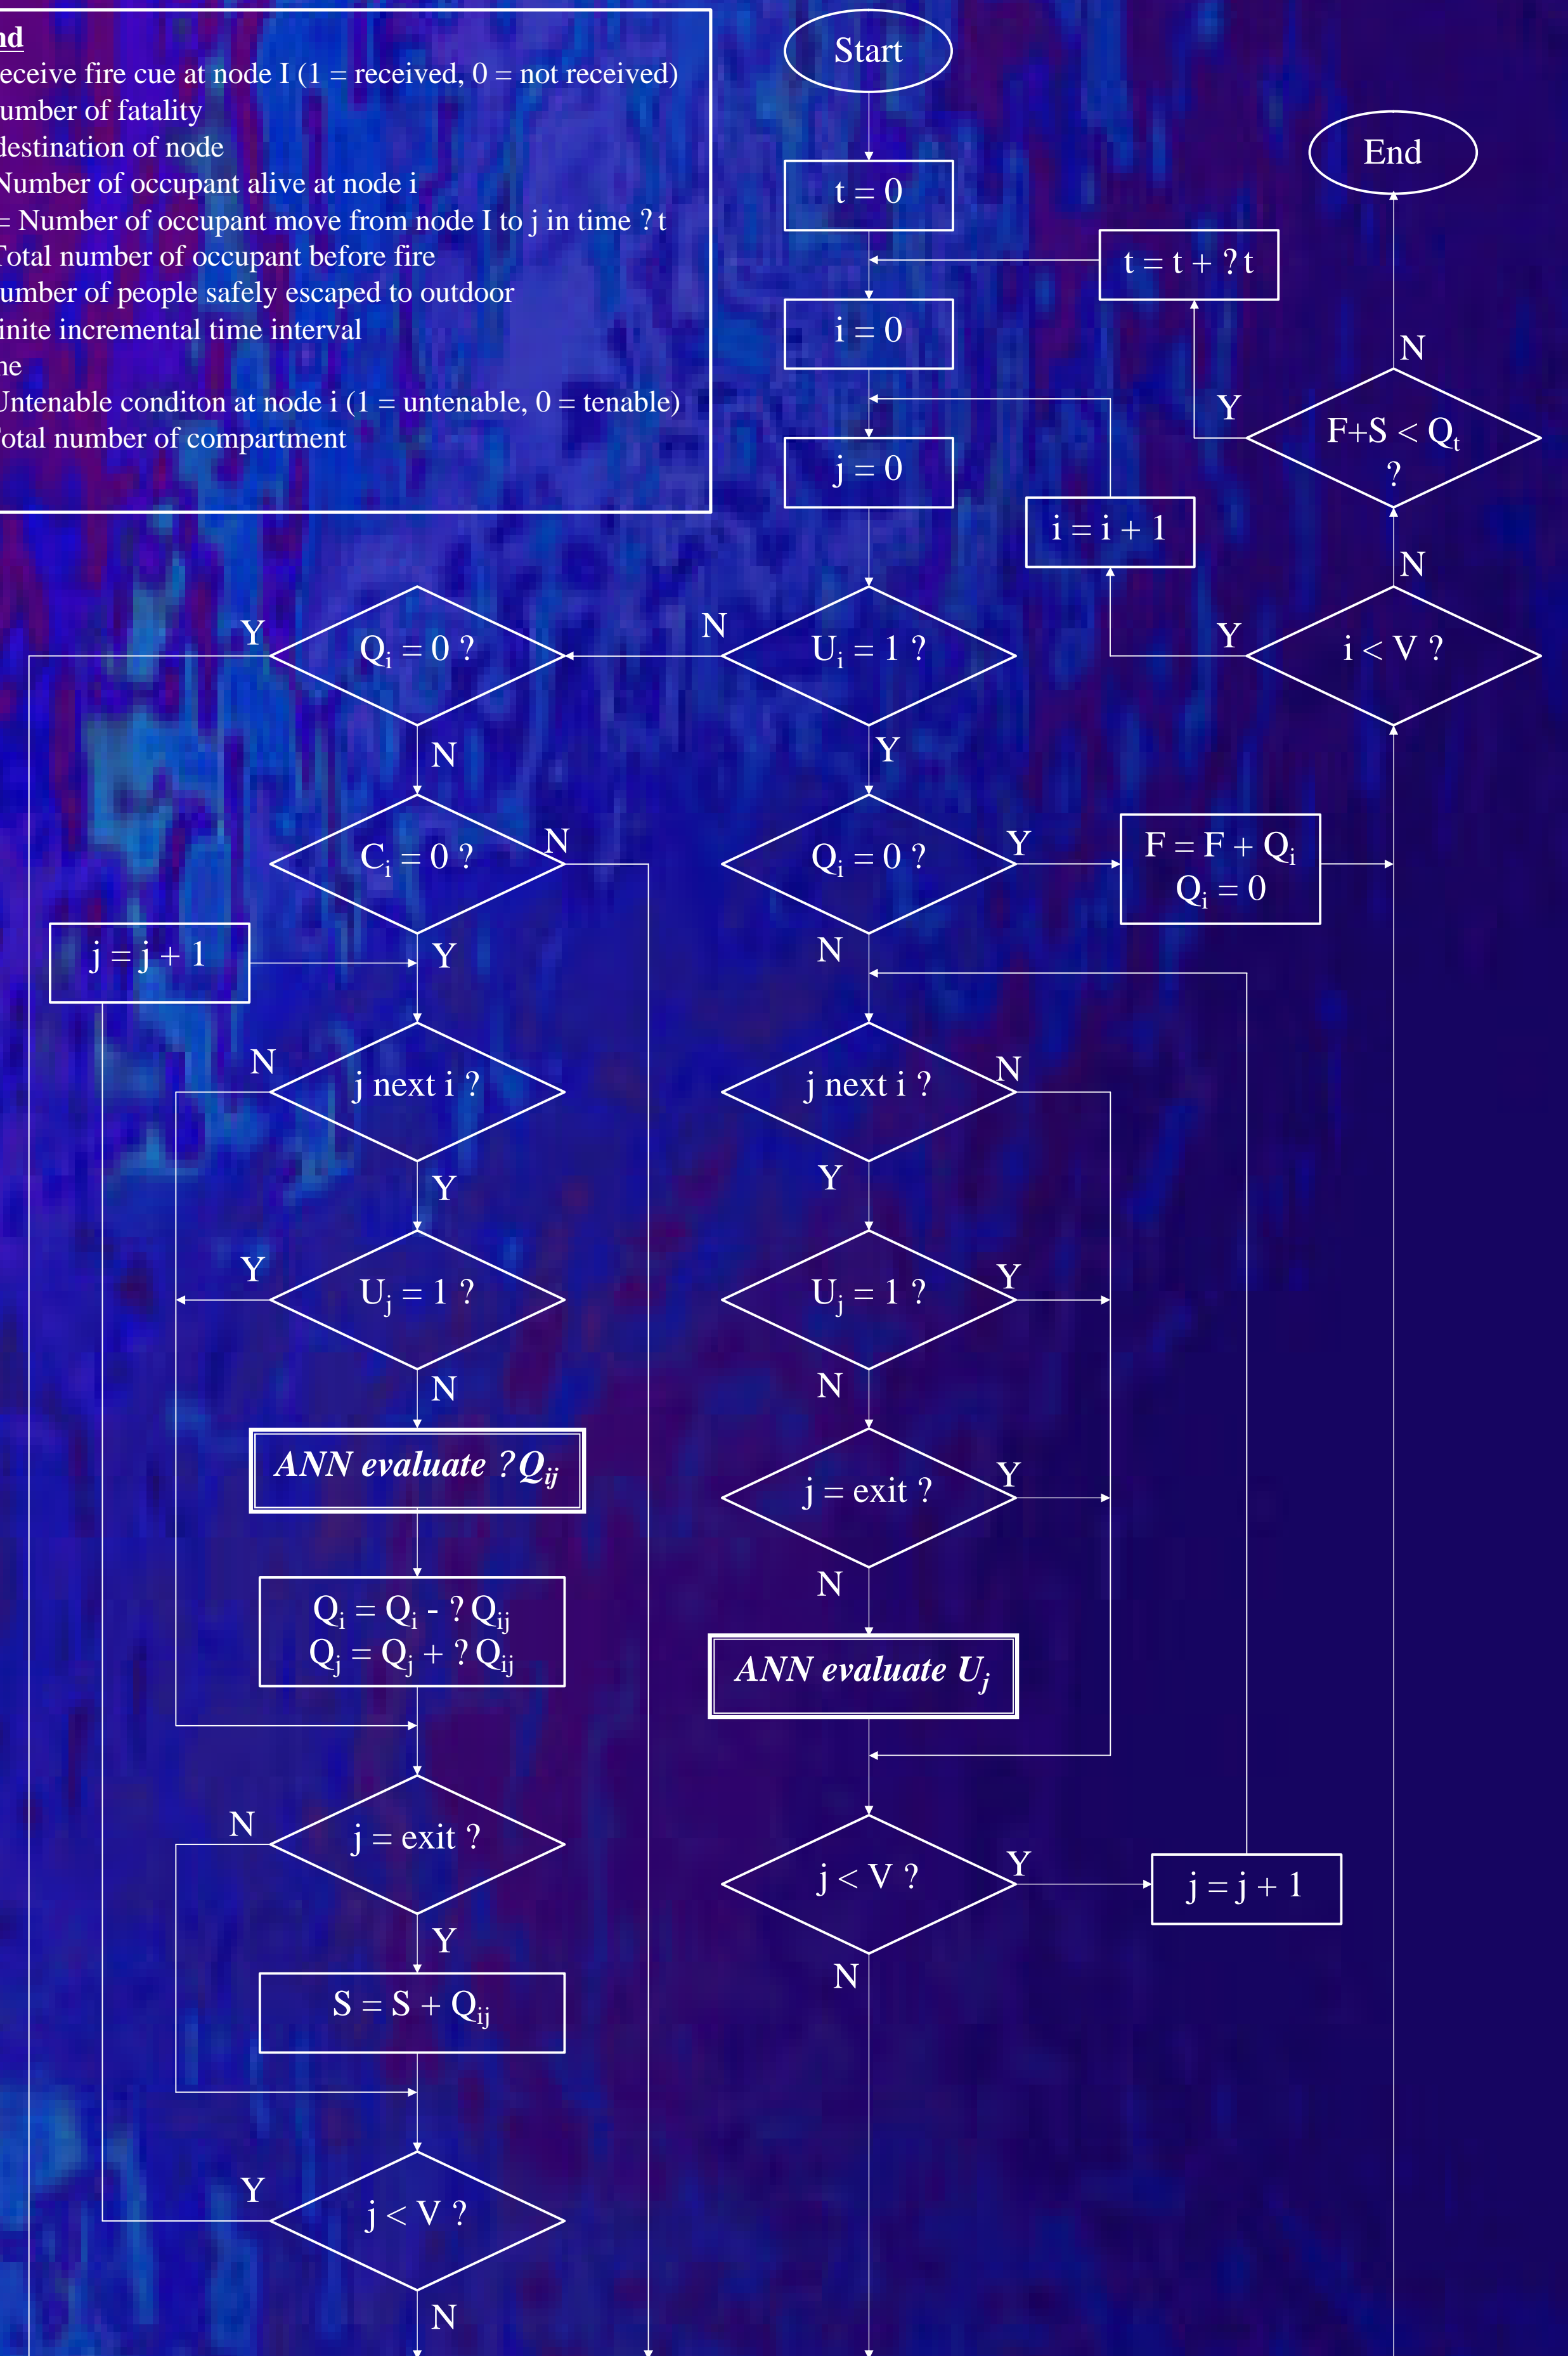 nd
eceive fire cue at node I (1 = received, 0 = not received)
umber of fatality
destination of node
Number of occupant alive at node i
= Number of occupant move from node I to j in time ? t
Total number of occupant before fire
umber of people safely escaped to outdoor
inite incremental time interval
me
Untenable conditon at node i (1 = untenable, 0 = tenable)
Total number of compartment
Start
End
t = 0
t = t + ? t
i = 0
N
Y
F+S < Qt
?
j = 0
i = i + 1
N
Y
Qi = 0 ?
N
Ui = 1 ?
Y
i < V ?
N
Y
Ci = 0 ?
N
Qi = 0 ?
Y
F = F + Qi
Qi = 0
j = j + 1
Y
N
N
j next i ?
j next i ?
N
Y
Y
Y
Uj = 1 ?
Uj = 1 ?
Y
N
N
ANN evaluate ? Qij
j = exit ?
Y
N
Qi = Qi - ? Qij
Qj = Qj + ? Qij
ANN evaluate Uj
N
j = exit ?
j < V ?
Y
j = j + 1
Y
N
S = S + Qij
Y
j < V ?
N